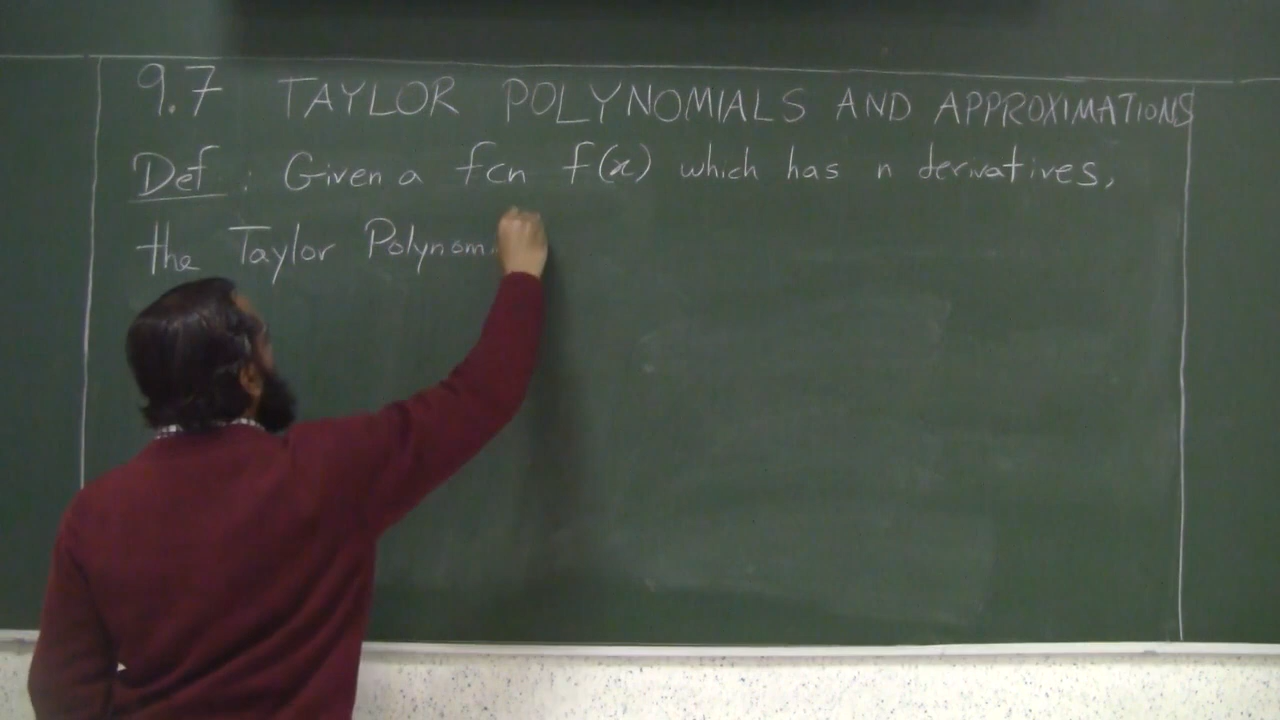 9.7 TAYLOR POLYNOMIALS AND APPROXIMATIONS
Def : Given a fcn f(x) which has n derivatives,
the Taylor Polynom